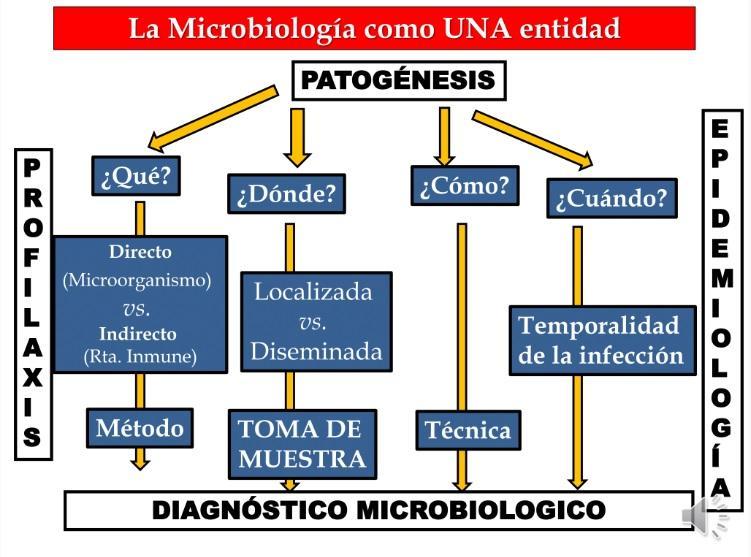 La Microbiología como UNA entidad
PATOGÉNESIS
PROFILAXIS
EPIDEMIOLOGÍA
¿Qué?
¿Dónde?
¿Cómo?
¿Cuándo?
Directo
(Microorganismo)
vs.
Indirecto
(Rta. Inmune)
Localizada
vs.
Diseminada
Temporalidad
de la infección
Método
TOMA DE
MUESTRA
Técnica
DIAGNÓSTICO MICROBIOLOGICO